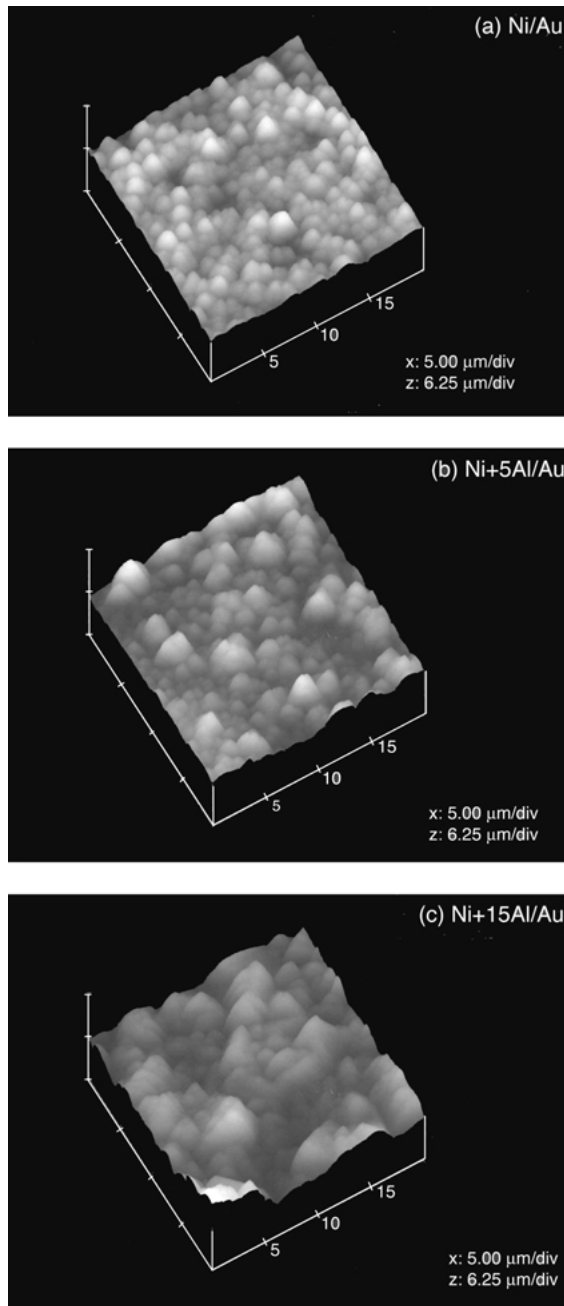 (a) Ni/Au
5
10
15
x: 5.00 μm/div
z: 6.25 μm/div
(b) Ni+5Al/Au
5
10
15
x: 5.00 μm/div
z: 6.25 μm/div
(c) Ni+15Al/Au
5
10
15
x: 5.00 μm/div
z: 6.25 μm/div